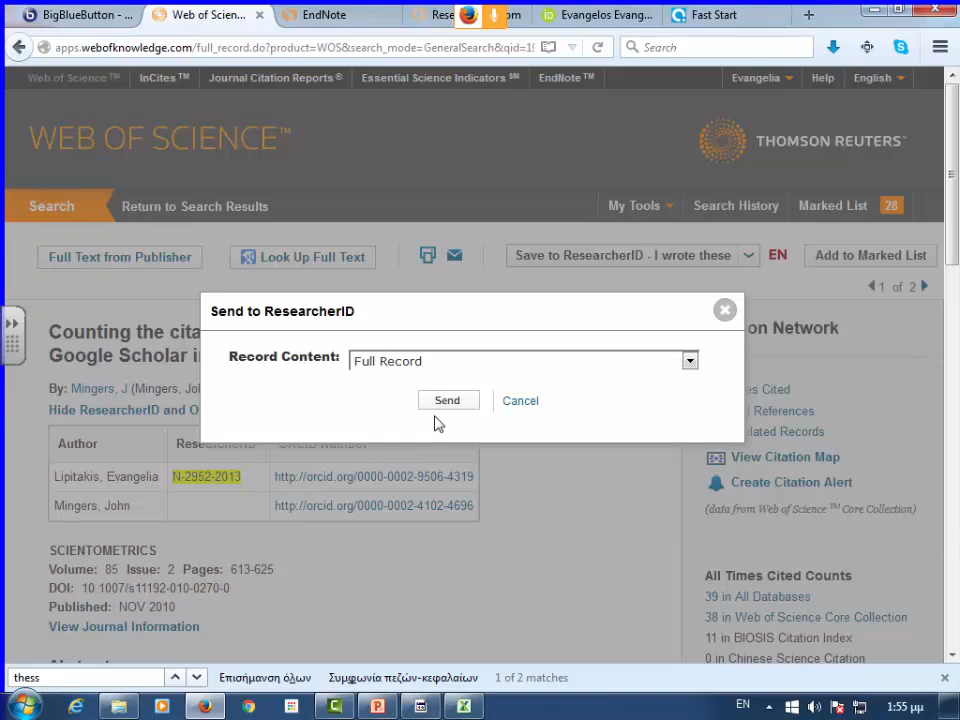 BigBlueButton - ...
Web of Scien...
EndNote
Rese
om
Evangelos Evang...
Fast Start
apps.webofknowledge.com/full_record.do?product=WOS&search_mode=GeneralSearch&qid=19
Search
Web of Science™
InCites™
Journal Citation Reports®
Essential Science Indicators℠
EndNote™
Evangelia
Help
English
WEB OF SCIENCE™
THOMSON REUTERS™
Search
Return to Search Results
My Tools
Search History
Marked List 28
Full Text from Publisher
Look Up Full Text
Save to ResearcherID - I wrote these
EN
Add to Marked List
1 of 2
Send to ResearcherID
Record Content:
Full Record
Send
Cancel
Counting the cita
Google Scholar i
By: Mingers, J (Mingers, Jo
Hide ResearcherID and O
Author
ORCID Number
Lipitakis, Evangelia
N-2952-2013
http://orcid.org/0000-0002-9506-4319
Mingers, John
http://orcid.org/0000-0002-4102-4696
SCIENTOMETRICS
Volume: 85 Issue: 2 Pages: 613-625
DOI: 10.1007/s11192-010-0270-0
Published: NOV 2010
View Journal Information
on Network
es Cited
References
lated Records
View Citation Map
Create Citation Alert
(data from Web of Science™ Core Collection)
All Times Cited Counts
39 in All Databases
38 in Web of Science Core Collection
11 in BIOSIS Citation Index
0 in Chinese Science Citation
thess
Επισήμανση όλων
Συμφωνία πεζών-κεφαλαίων
1 of 2 matches
EN
1:55 μμ